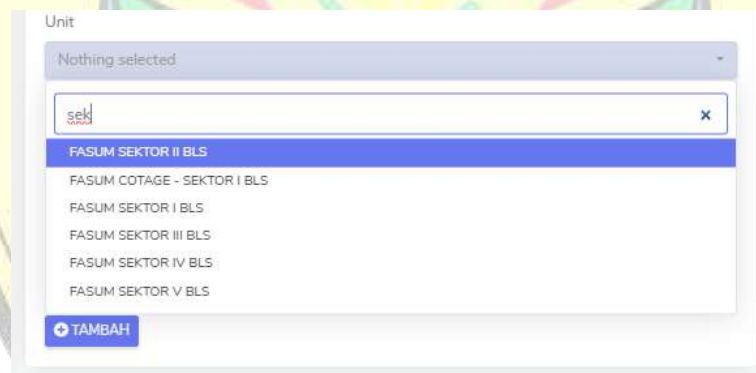 Unit
Nothing selected
sek
FASUM SEKTOR II BLS
FASUM COTAGE - SEKTOR I BLS
FASUM SEKTOR I BLS
FASUM SEKTOR III BLS
FASUM SEKTOR IV BLS
FASUM SEKTOR V BLS
TAMBAH